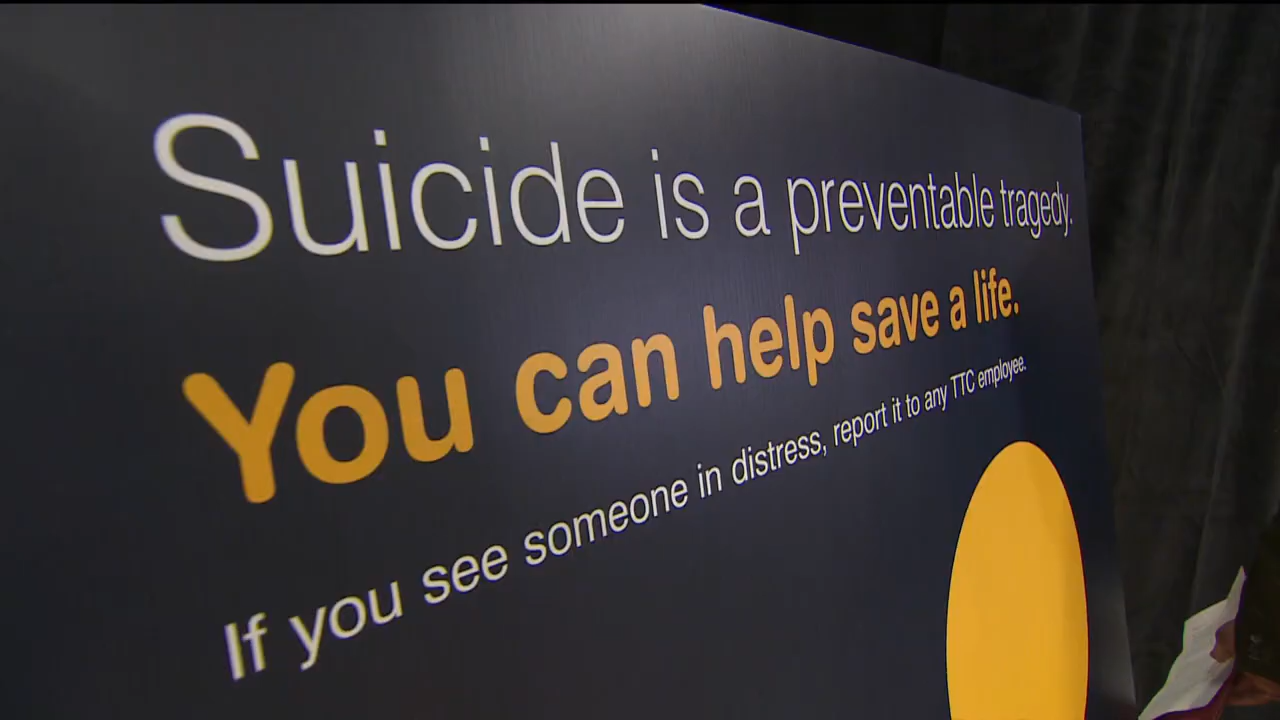 Suicide is a preventable tragedy.
You can help save a life.
If you see someone in distress, report it to any TTC employee.